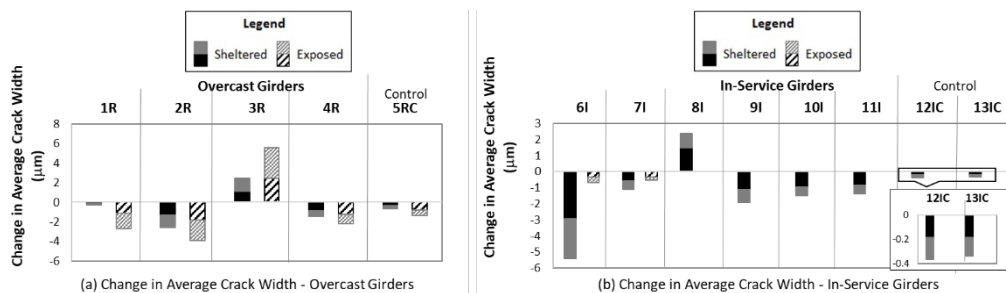 Legend
Sheltered Exposed
Overcast Girders
Control
1R 2R 3R 4R 5RC
Change in Average Crack Width
(μm)
8
6
4
2
0
-2
-4
-6
(a) Change in Average Crack Width - Overcast Girders
Legend
Sheltered Exposed
In-Service Girders
Control
6I 7I 8I 9I 10I 11I 12IC 13IC
Change in Average Crack Width
(μm)
3
2
1
0
-1
-2
-3
-4
-5
-6
12IC 13IC
0
-0.2
-0.4
(b) Change in Average Crack Width - In-Service Girders